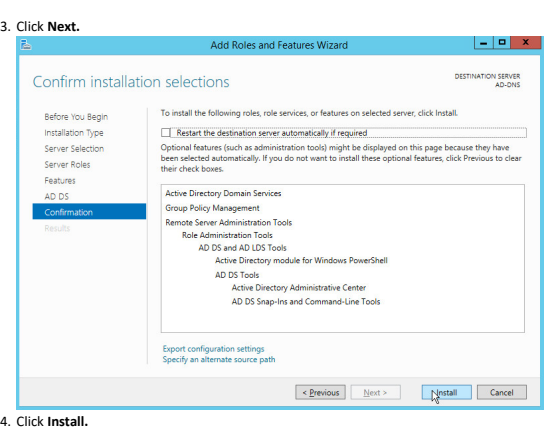 3. Click Next.
Add Roles and Features Wizard
Confirm installation selections
DESTINATION SERVER
AD-DNS
Before You Begin
Installation Type
Server Selection
Server Roles
Features
AD DS
Confirmation
Results
To install the following roles, role services, or features on selected server, click Install.
Restart the destination server automatically if required
Optional features (such as administration tools) might be displayed on this page because they have
been selected automatically. If you do not want to install these optional features, click Previous to clear
their check boxes.
Active Directory Domain Services
Group Policy Management
Remote Server Administration Tools
Role Administration Tools
AD DS and AD LDS Tools
Active Directory module for Windows PowerShell
AD DS Tools
Active Directory Administrative Center
AD DS Snap-Ins and Command-Line Tools
Export configuration settings
Specify an alternate source path
< Previous
Next >
Install
Cancel
4. Click Install.